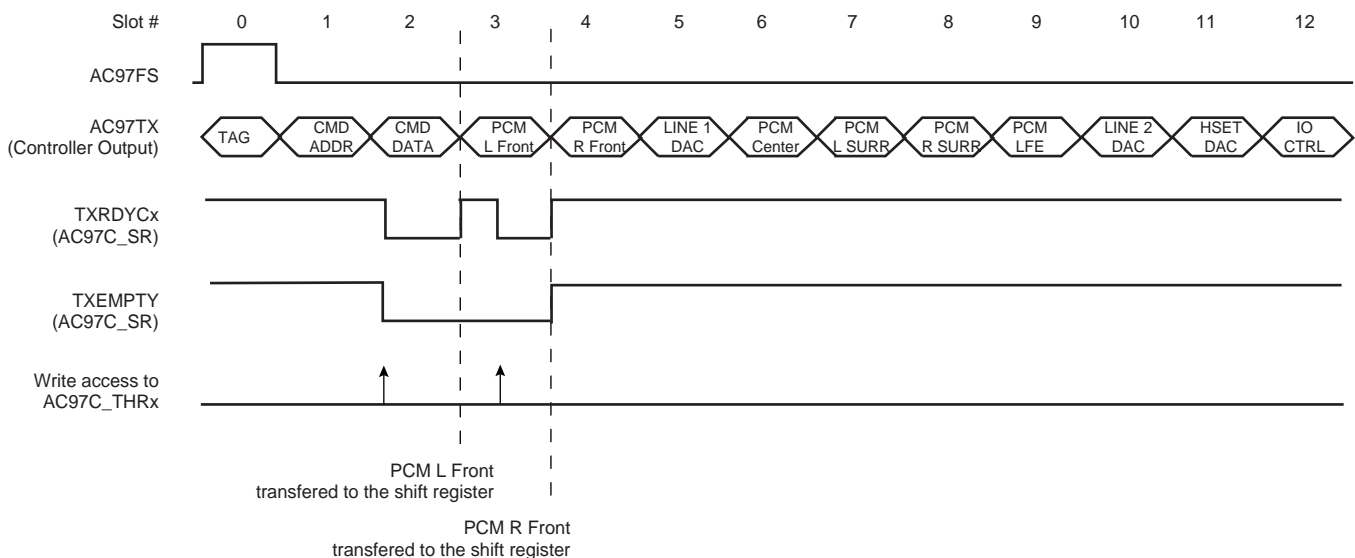 Slot # 0 1 2 3 4 5 6 7 8 9 10 11 12
AC97FS
AC97TX
(Controller Output)
TAG
CMD
ADDR
CMD
DATA
PCM
L Front
PCM
R Front
LINE 1
DAC
PCM
Center
PCM
L SURR
PCM
R SURR
PCM
LFE
LINE 2
DAC
HSET
DAC
IO
CTRL
TXRDYCx
(AC97C_SR)
TXEMPTY
(AC97C_SR)
Write access to
AC97C_THRx
PCM L Front
transfered to the shift register
PCM R Front
transfered to the shift register